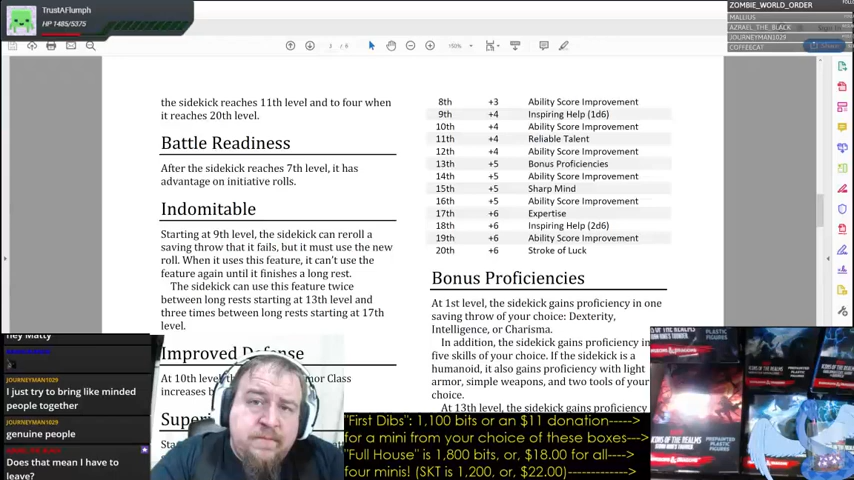 TrustAFlumph
HP 1485/5375
ZOMBIE_WORLD_ORDER
MALLIUS
AZRAEL_THE_BLACK
JOURNEYMAN1029
COFFEECAT
the sidekick reaches 11th level and to four when
it reaches 20th level.
Battle Readiness
After the sidekick reaches 7th level, it has
advantage on initiative rolls.
Indomitable
Starting at 9th level, the sidekick can reroll a
saving throw that it fails, but it must use the new
roll. When it uses this feature, it can't use the
feature again until it finishes a long rest.
The sidekick can use this feature twice
between long rests starting at 13th level and
three times between long rests starting at 17th
level.
Improved Defense
At 10th level, 
increases b
Superi
8th +3 Ability Score Improvement
9th +4 Inspiring Help (1d6)
10th +4 Ability Score Improvement
11th +4 Reliable Talent
12th +4 Ability Score Improvement
13th +5 Bonus Proficiencies
14th +5 Ability Score Improvement
15th +5 Sharp Mind
16th +5 Ability Score Improvement
17th +6 Expertise
18th +6 Inspiring Help (2d6)
19th +6 Ability Score Improvement
20th +6 Stroke of Luck
Bonus Proficiencies
At 1st level, the sidekick gains proficiency in one
saving throw of your choice: Dexterity,
Intelligence, or Charisma.
In addition, the sidekick gains proficiency in
five skills of your choice. If the sidekick is a
humanoid, it also gains proficiency with light
armor, simple weapons, and two tools of your
choice.
At 13th level, the sidekick gains proficiency
hey Matty
JOURNEYMAN1029
I just try to bring like minded
people together
JOURNEYMAN1029
genuine people
Does that mean I have to
leave?
"First Dibs": 1,100 bits or an $11 donation----->
for a mini from your choice of these boxes--->
"Full House" is 1,800 bits, or, $18.00 for all----->
four minis! (SKT is 1,200, or, $22.00)------------->
PLASTIC
FIGURES
ICONS OF THE REALMS